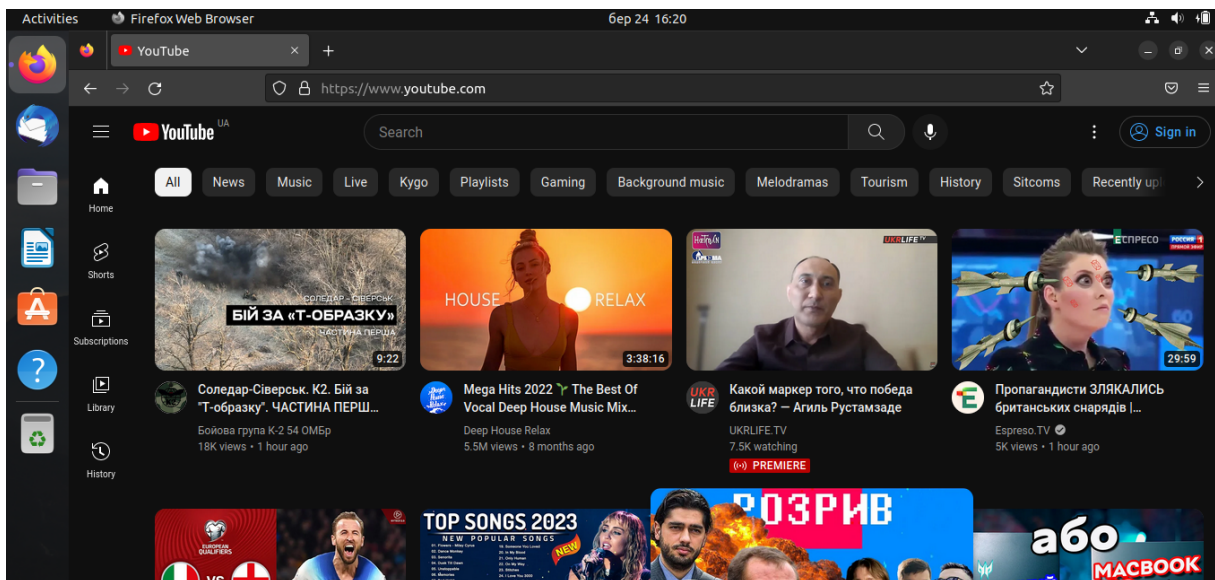 Activities
Firefox Web Browser
бер 24 16:20
YouTube
https://www.youtube.com
YouTube UA
Search
Sign in
All
News
Music
Live
Kygo
Playlists
Gaming
Background music
Melodramas
Tourism
History
Sitcoms
Recently upl
Home
Shorts
Subscriptions
Library
History
СОЛЕДАР - СІВЕРСЬК
БІЙ ЗА «Т-ОБРАЗКУ»
ЧАСТИНА ПЕРША
9:22
Соледар-Сіверськ. К2. Бій за
"Т-образку". ЧАСТИНА ПЕРШ...
Бойова група К-2 54 ОМБр
18K views • 1 hour ago
HOUSE RELAX
3:38:16
Mega Hits 2022 🌱 The Best Of
Vocal Deep House Music Mix...
Deep House Relax
5.5M views • 8 months ago
UKRLIFE TV
UKR
LIFE
Какой маркер того, что победа
близка? — Агиль Рустамзаде
UKRLIFE.TV
7.5K watching
PREMIERE
ЕСПРЕСО
РОССИЯ 1
60
29:59
Пропагандисти ЗЛЯКАЛИСЬ
британських снарядів |...
Espreso.TV
5K views • 1 hour ago
EUROPEAN
QUALIFIERS
VS
TOP SONGS 2023
NEW POPULAR SONGS
NEW
РОЗРИВ
або
MACBOOK